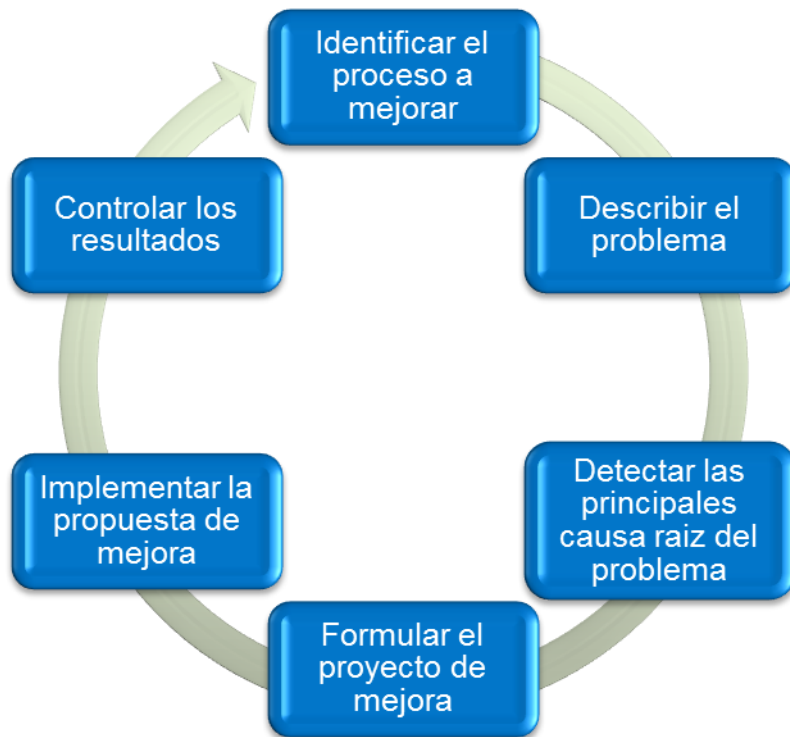 Identificar el
proceso a
mejorar
Describir el
problema
Detectar las
principales
causa raiz del
problema
Formular el
proyecto de
mejora
Implementar la
propuesta de
mejora
Controlar los
resultados